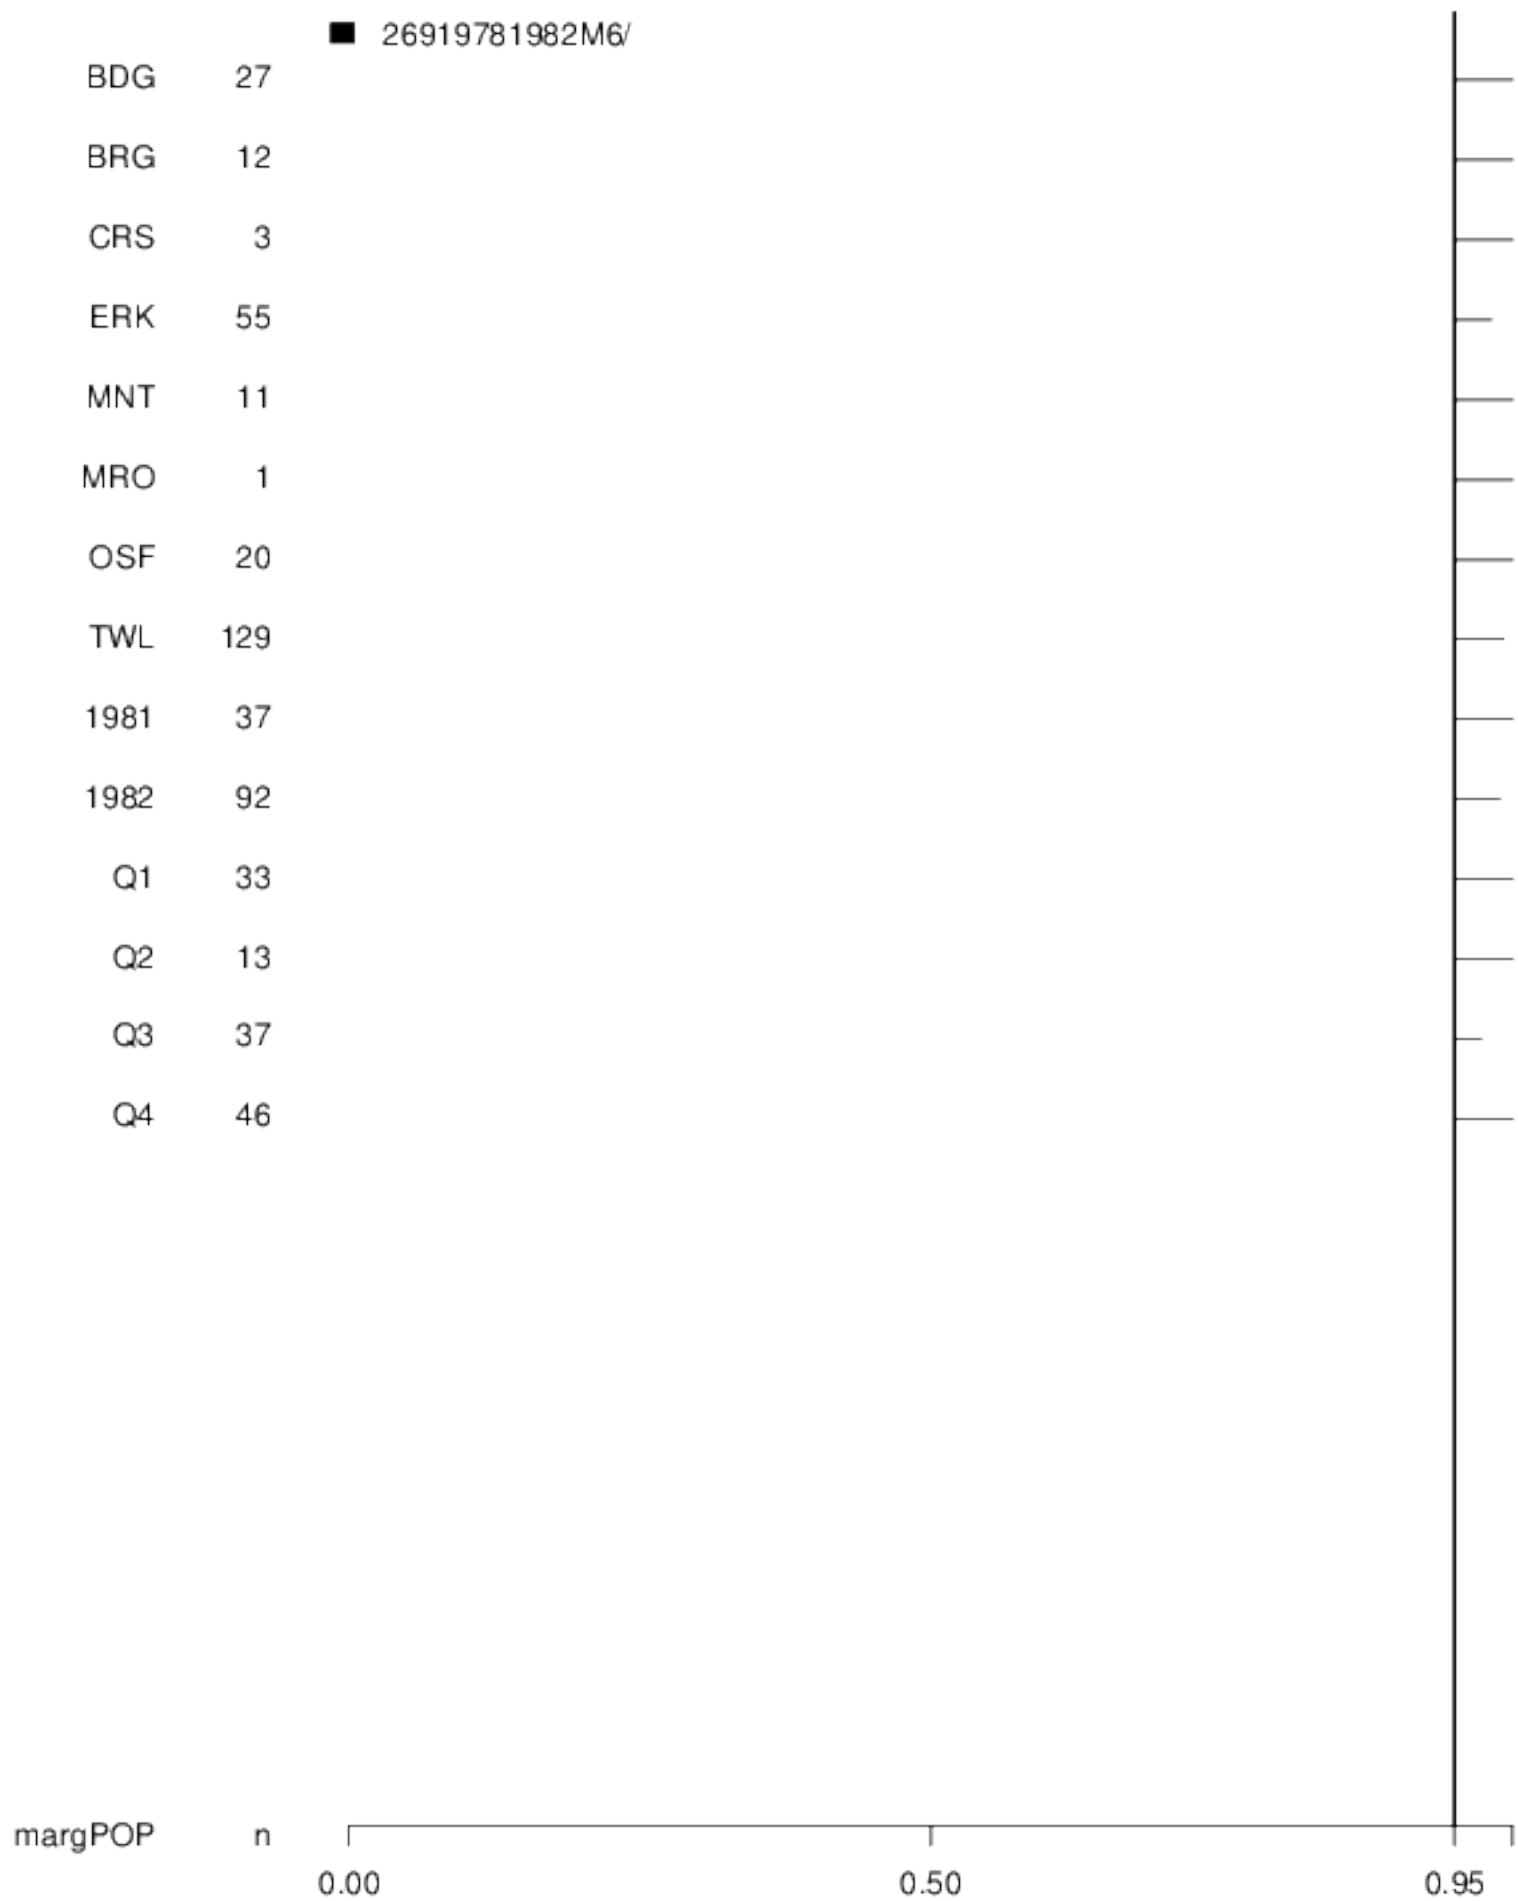 26919781982M6/
BDG 27
BRG 12
CRS 3
ERK 55
MNT 11
MRO 1
OSF 20
TWL 129
1981 37
1982 92
Q1 33
Q2 13
Q3 37
Q4 46
margPOP n
0.00 0.50 0.95